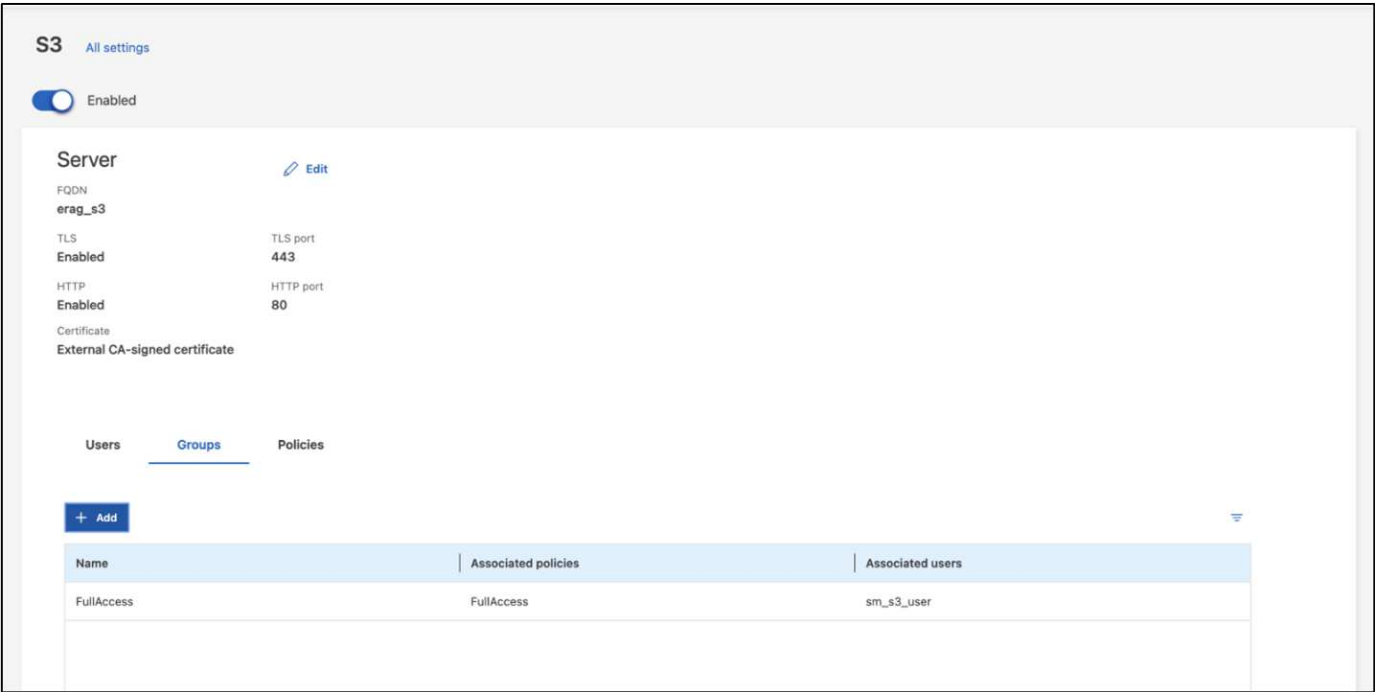 S3 All settings
Enabled
Server Edit
FQDN
erag_s3
TLS TLS port
Enabled 443
HTTP HTTP port
Enabled 80
Certificate
External CA-signed certificate
Users Groups Policies
+ Add
Name Associated policies Associated users
FullAccess FullAccess sm_s3_user